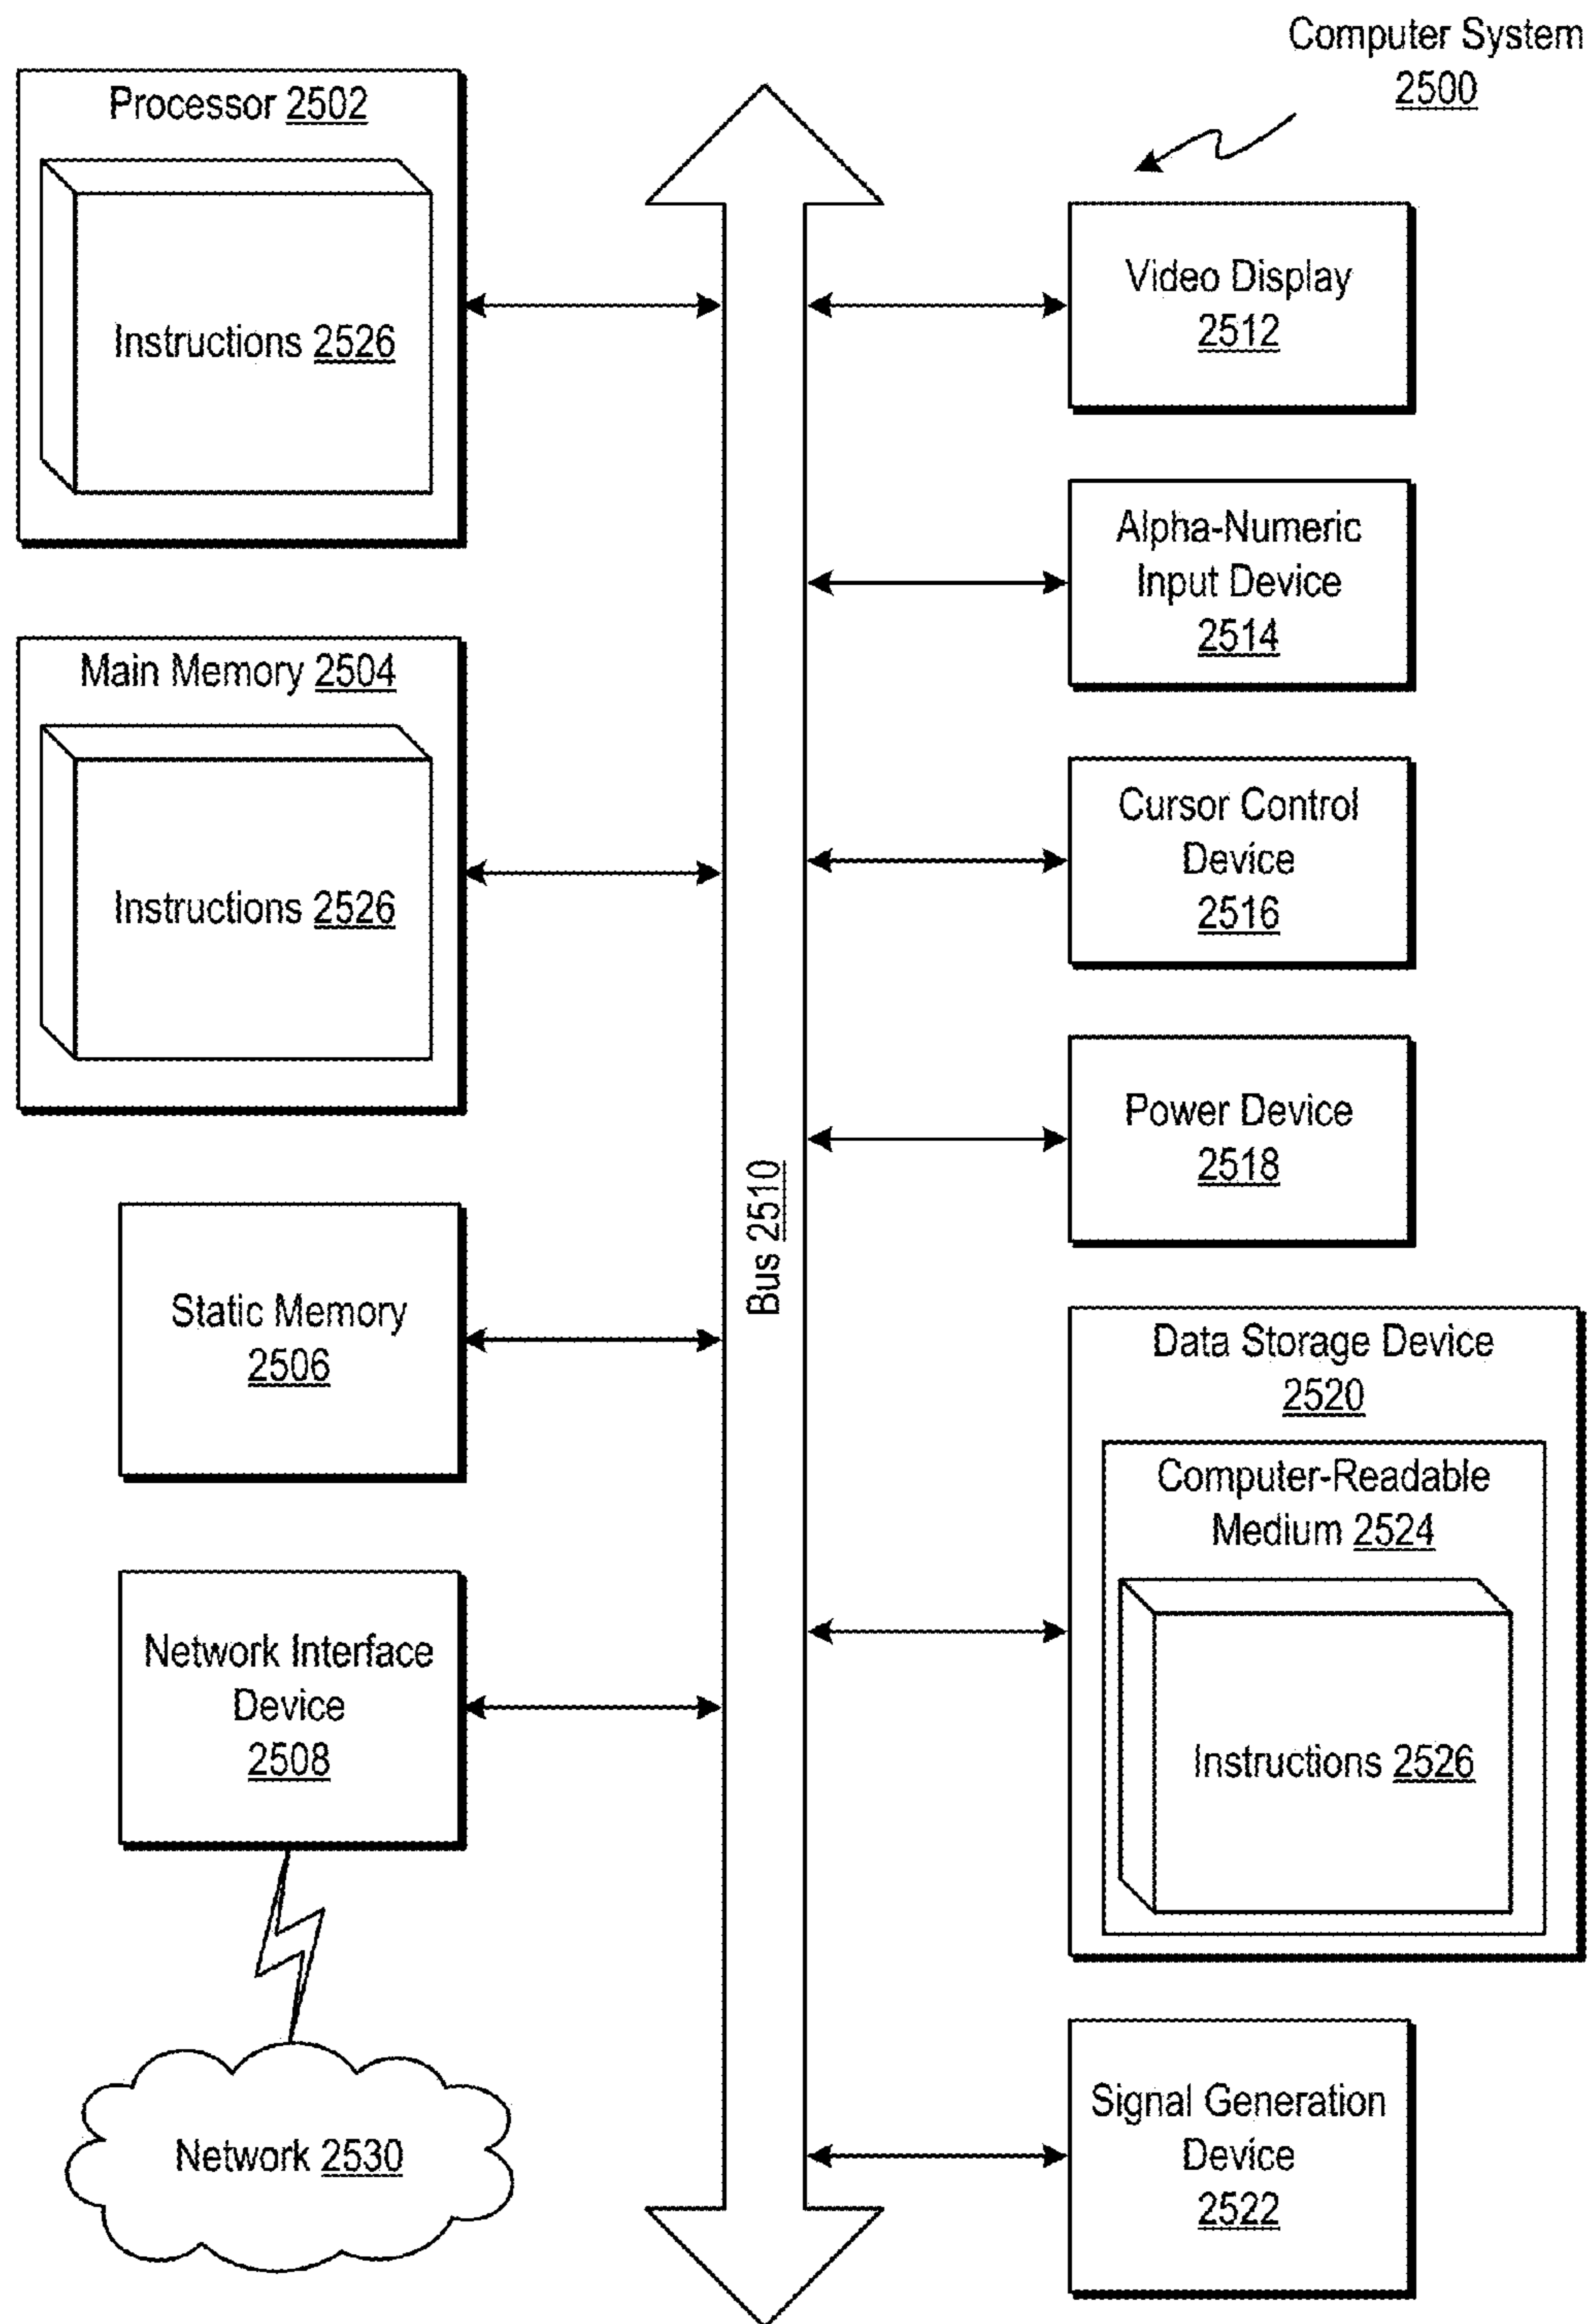 Computer System
2500
Processor 2502
Instructions 2526
Main Memory 2504
Instructions 2526
Static Memory
2506
Network Interface
Device
2508
Network 2530
Bus 2510
Video Display
2512
Alpha-Numeric
Input Device
2514
Cursor Control
Device
2516
Power Device
2518
Data Storage Device
2520
Computer-Readable
Medium 2524
Instructions 2526
Signal Generation
Device
2522